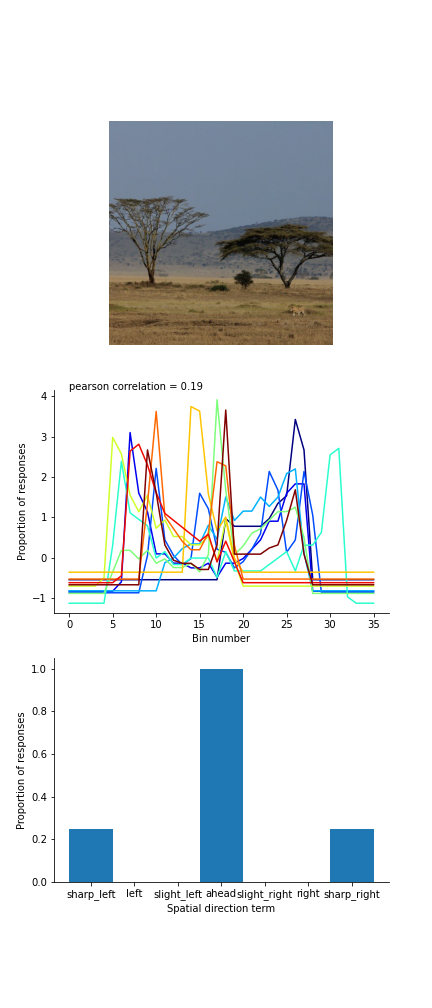 pearson correlation = 0.19
4
3
2
1
0
−1
Proportion of responses
0 5 10 15 20 25 30 35
Bin number
1.0
0.8
0.6
0.4
0.2
0.0
Proportion of responses
sharp_left left slight_left ahead slight_right right sharp_right
Spatial direction term